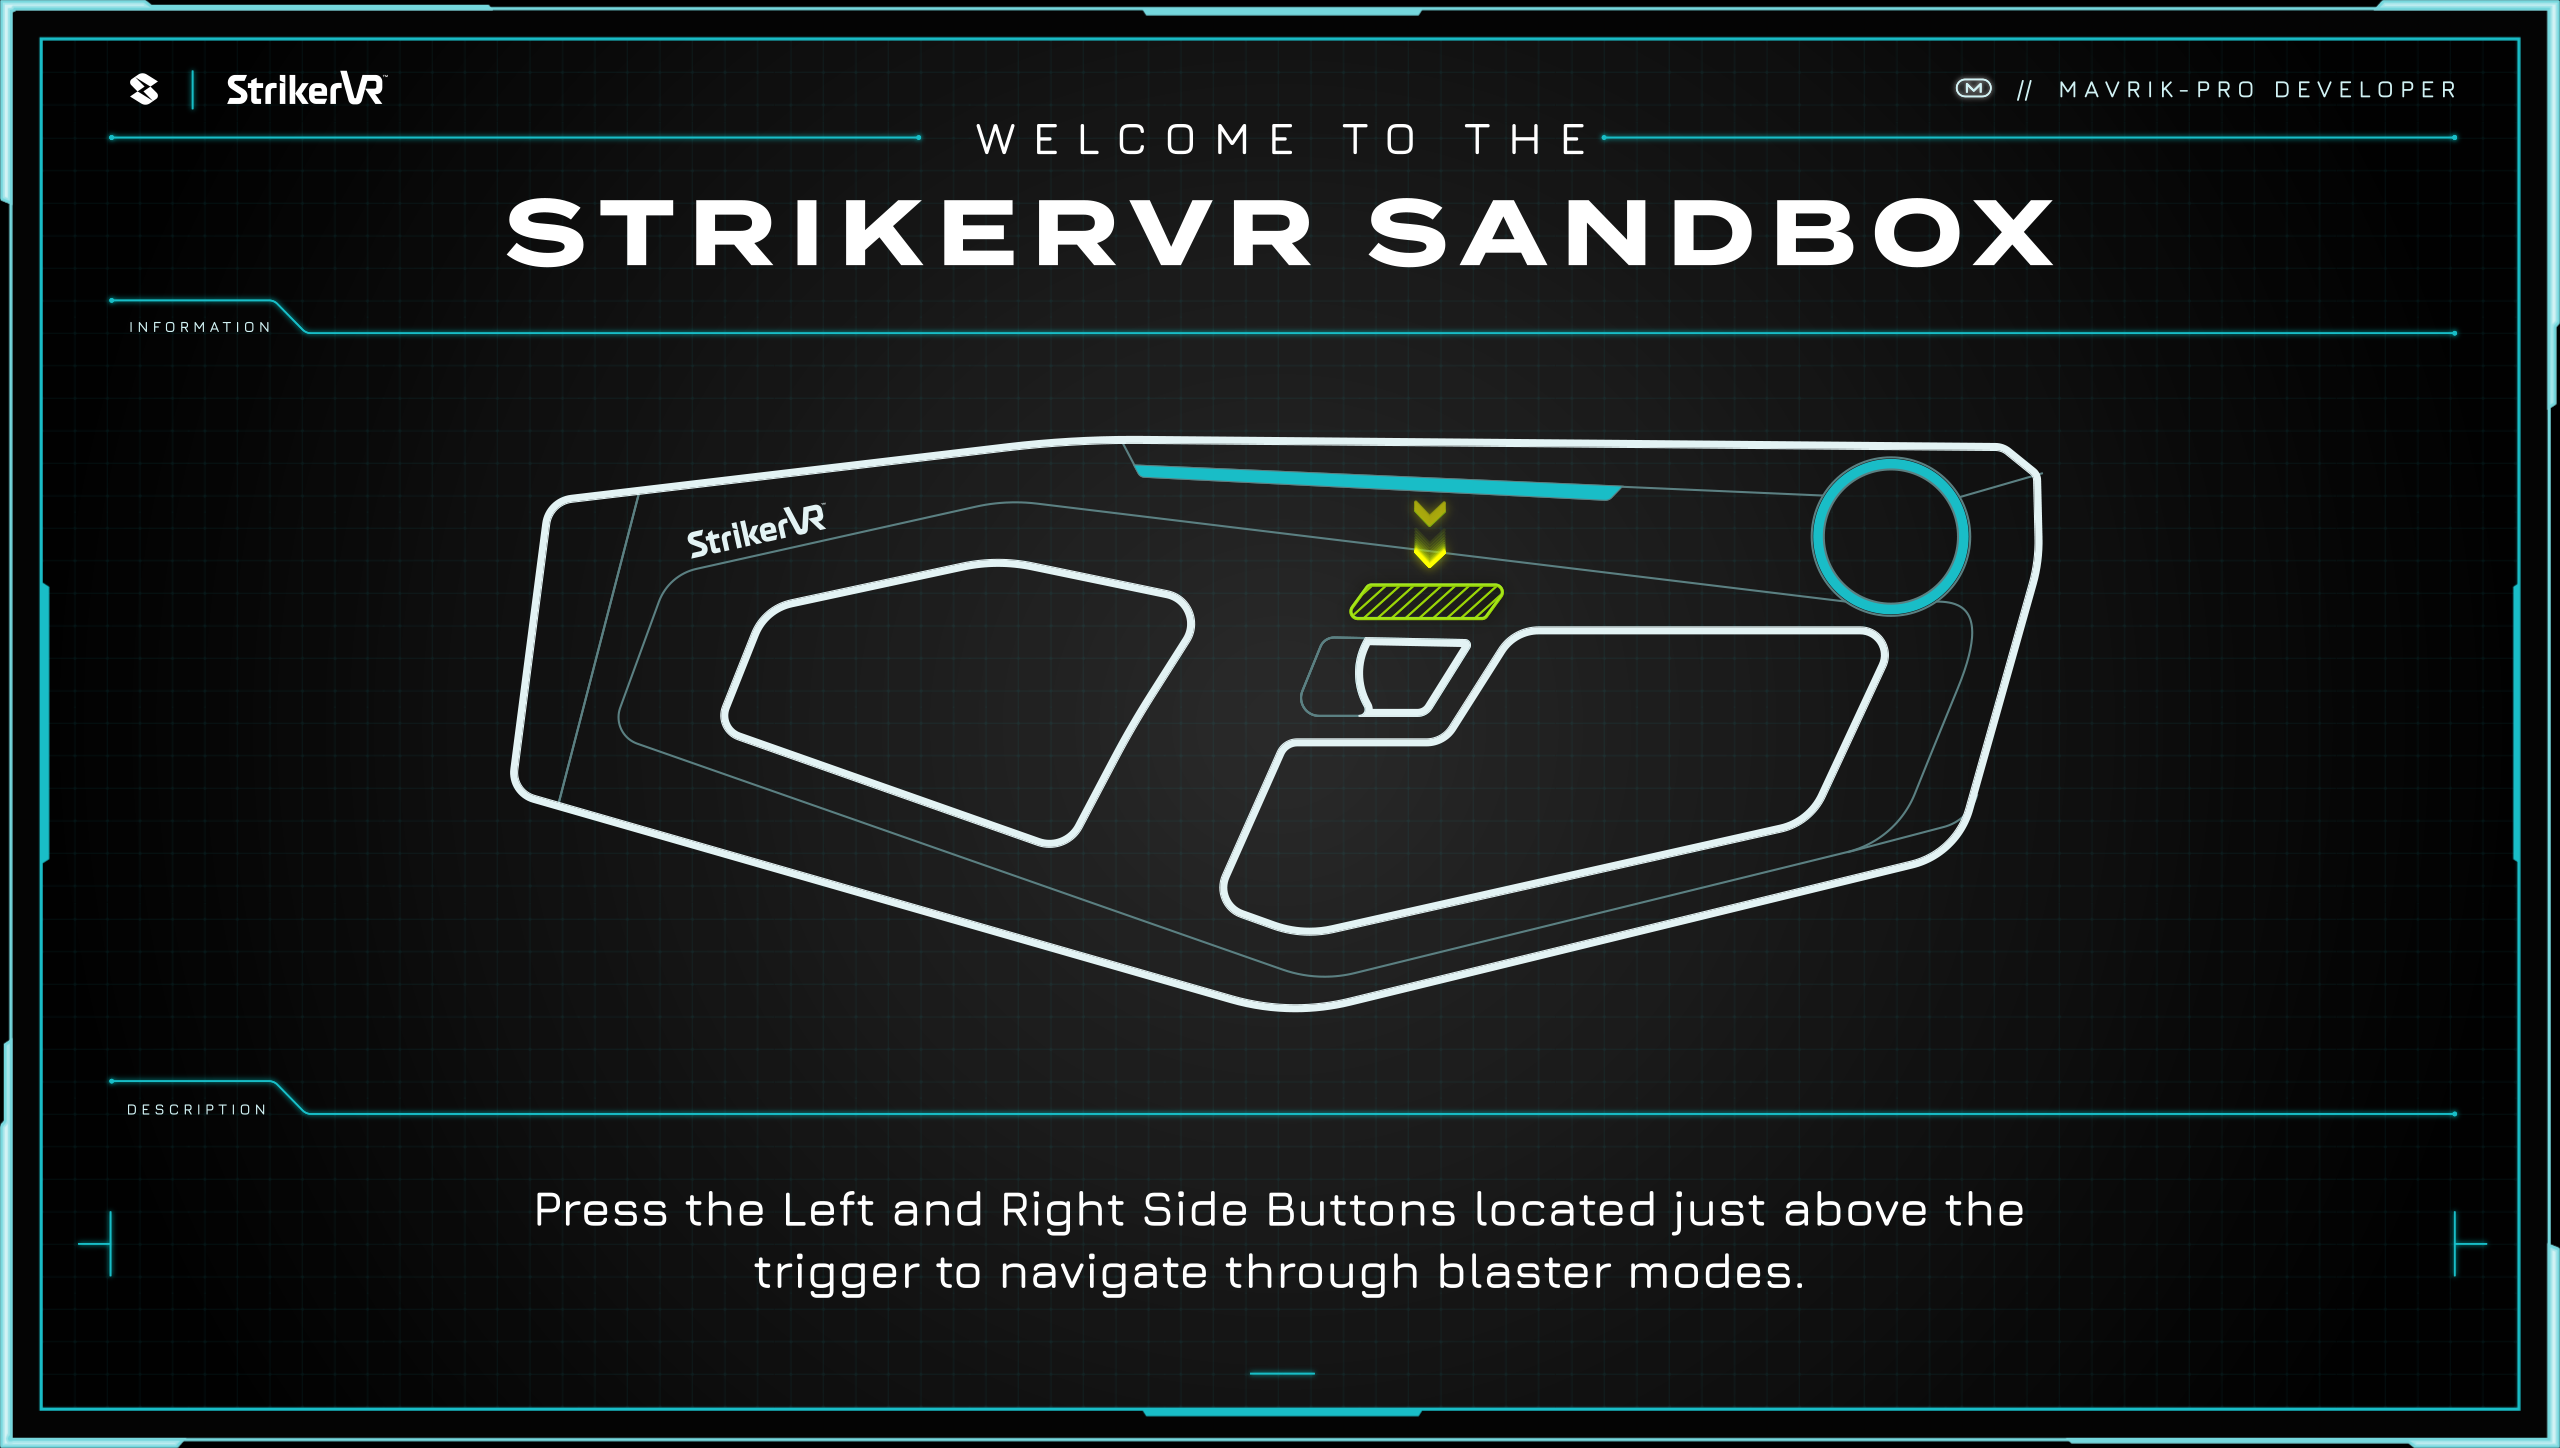 StrikerVR™
M // MAVRIK-PRO DEVELOPER
WELCOME TO THE
STRIKERVR SANDBOX
INFORMATION
StrikerVR
DESCRIPTION
Press the Left and Right Side Buttons located just above the
trigger to navigate through blaster modes.